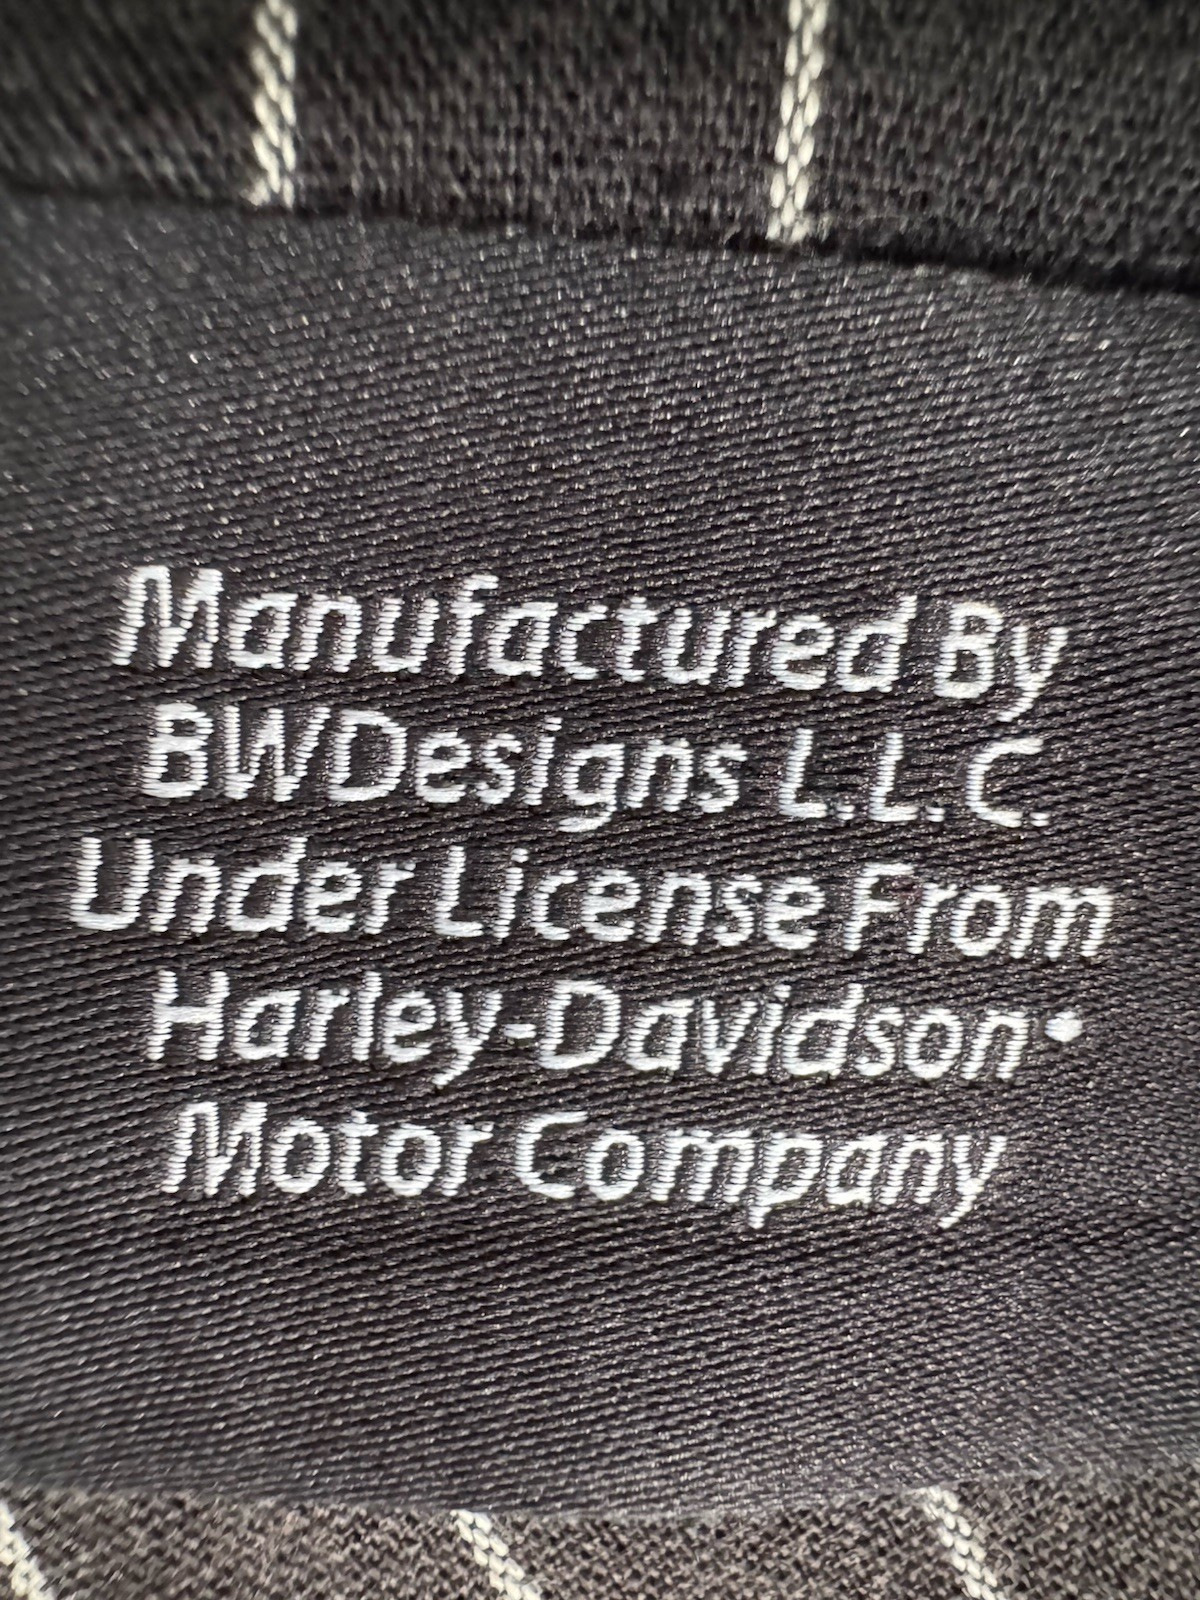 Manufactured By
BWDesigns L.L.C.
Under License From
Harley-Davidson•
Motor Company